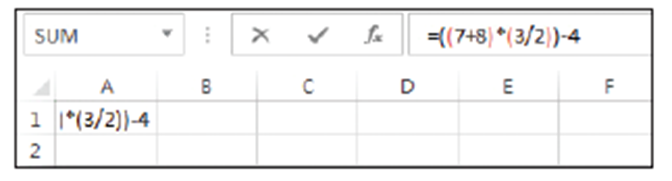 SUM fx =((7+8)*(3/2))-4
A B C D E F
1 )*(3/2))-4
2